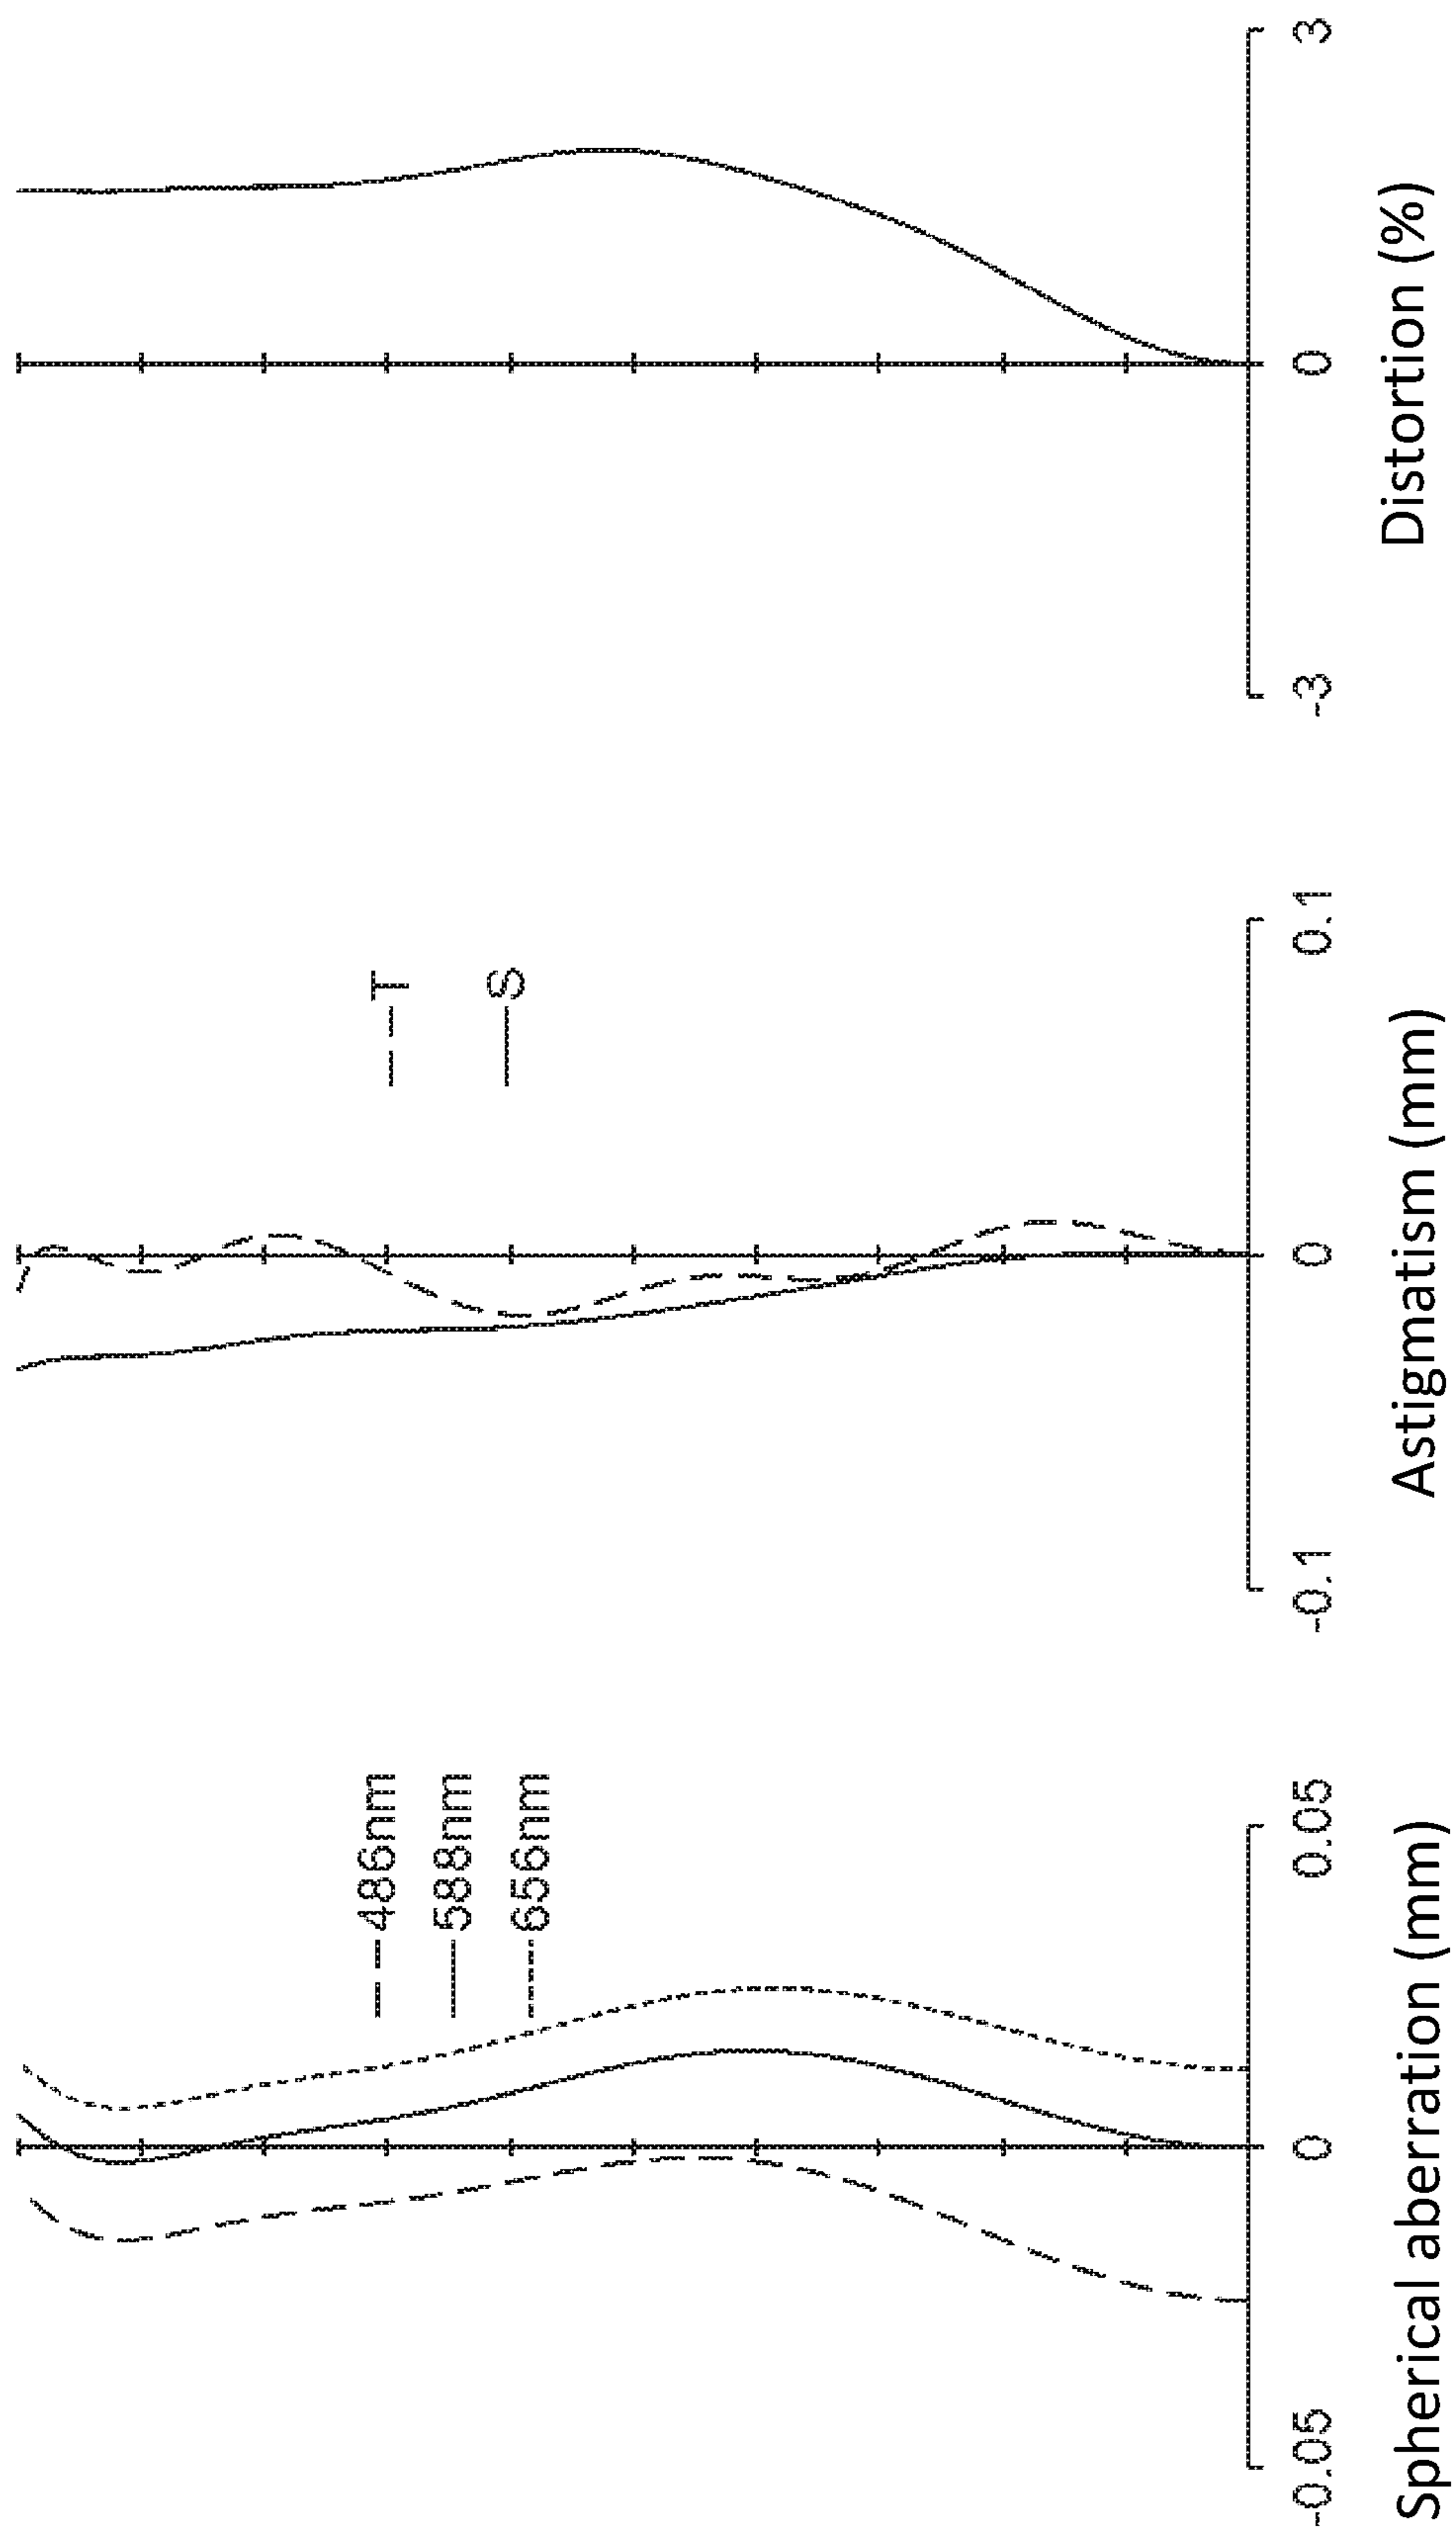 486nm
588nm
656nm
-0.05
0
0.05
Spherical aberration (mm)
T
S
-0.1
0
0.1
Astigmatism (mm)
-3
0
3
Distortion (%)